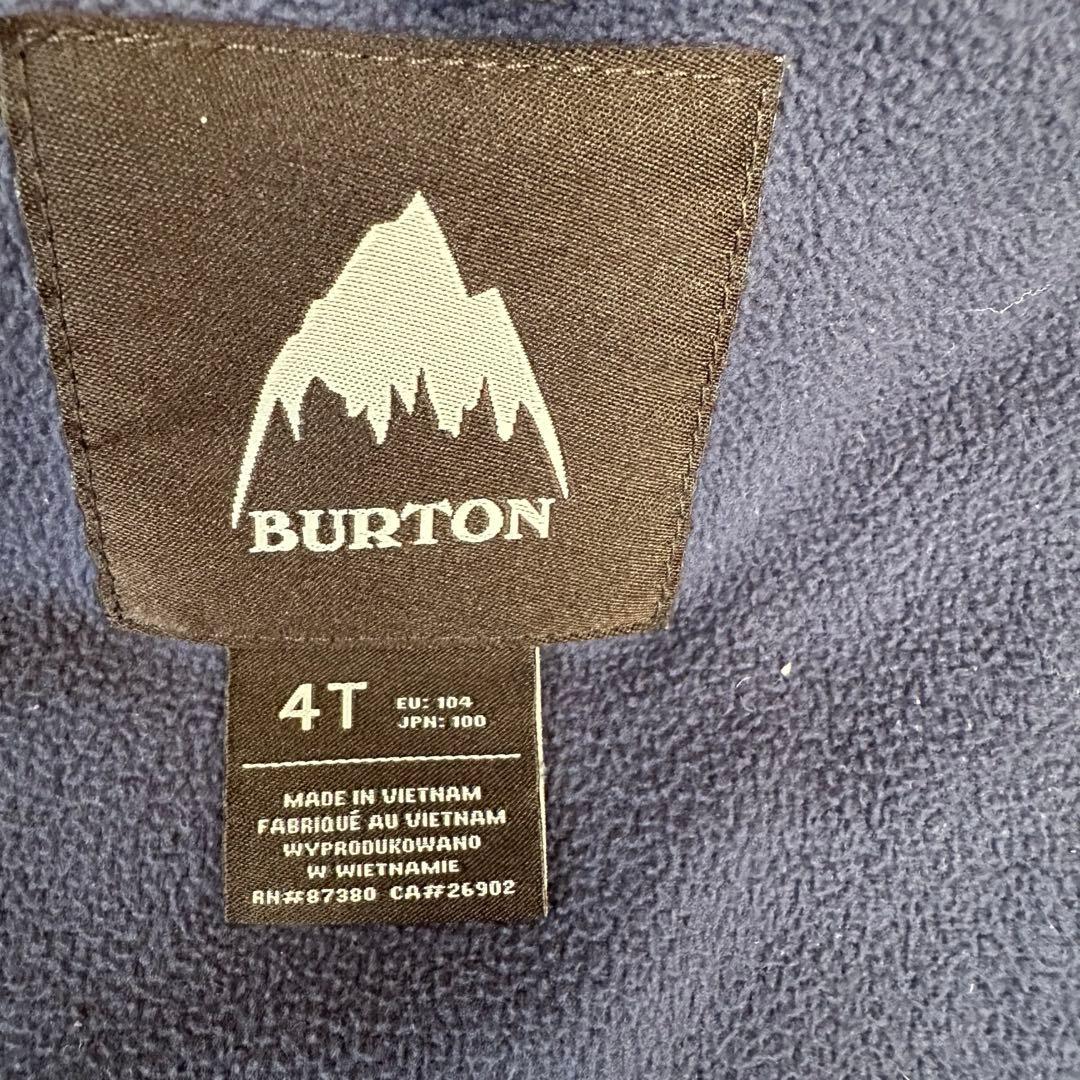 BURTON
4T EU: 104
JPN: 100
MADE IN VIETNAM
FABRIQUÉ AU VIETNAM
WYPRODUKOWANO
W WIETNAMIE
RN#87380 CA#26902